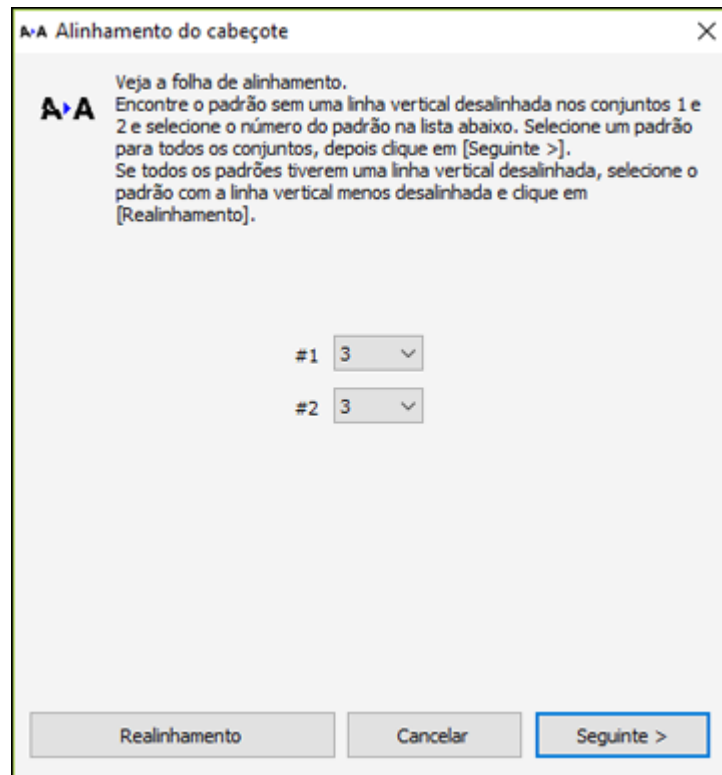 A▸A Alinhamento do cabeçote
A▸A
Veja a folha de alinhamento.
Encontre o padrão sem uma linha vertical desalinhada nos conjuntos 1 e
2 e selecione o número do padrão na lista abaixo. Selecione um padrão
para todos os conjuntos, depois clique em [Seguinte >].
Se todos os padrões tiverem uma linha vertical desalinhada, selecione o
padrão com a linha vertical menos desalinhada e clique em
[Realinhamento].
#1 3
#2 3
Realinhamento Cancelar Seguinte >